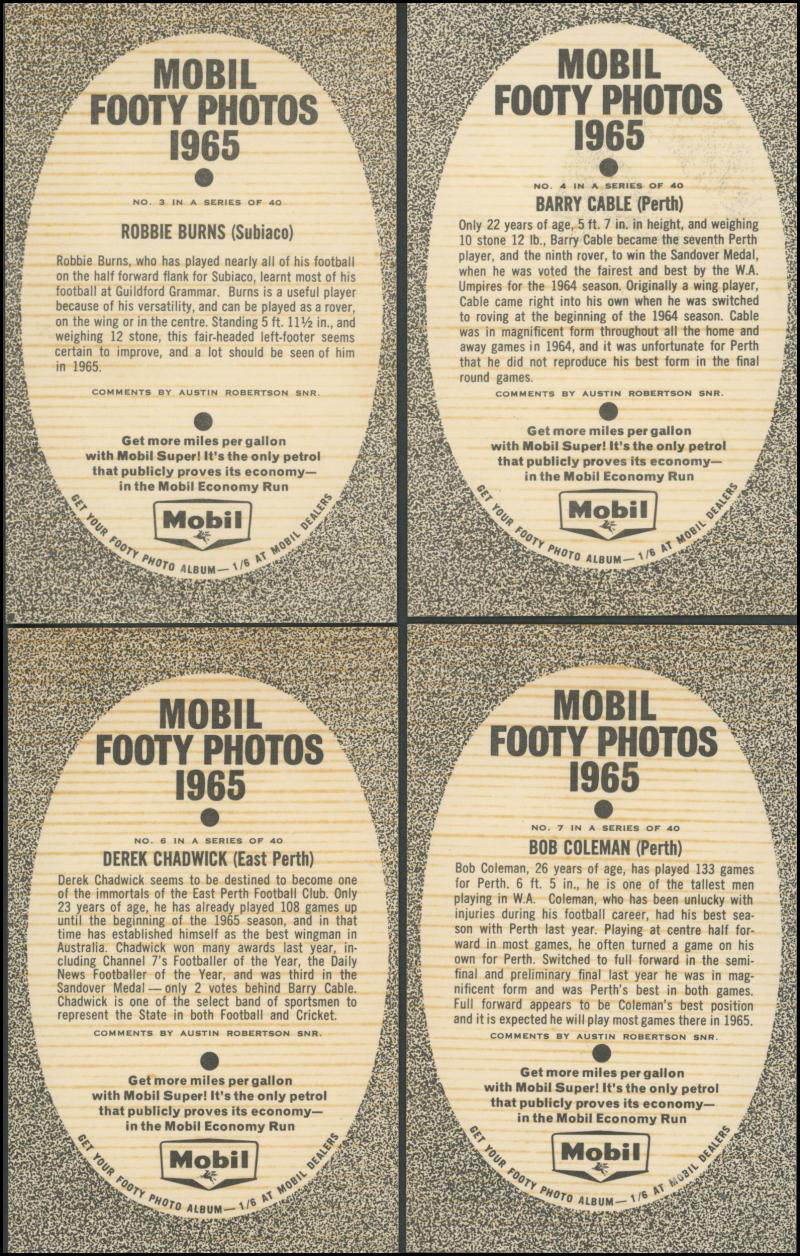 MOBIL
FOOTY PHOTOS
1965
NO. 3 IN A SERIES OF 40
ROBBIE BURNS (Subiaco)
Robbie Burns, who has played nearly all of his football
on the half forward flank for Subiaco, learnt most of his
football at Guildford Grammar. Burns is a useful player
because of his versatility, and can be played as a rover,
on the wing or in the centre. Standing 5 ft. 11½ in., and
weighing 12 stone, this fair-headed left-footer seems
certain to improve, and a lot should be seen of him
in 1965.
COMMENTS BY AUSTIN ROBERTSON SNR.
Get more miles per gallon
with Mobil Super! It's the only petrol
that publicly proves its economy—
in the Mobil Economy Run
Mobil
GET YOUR FOOTY PHOTO ALBUM—1/6 AT MOBIL DEALERS
MOBIL
FOOTY PHOTOS
1965
NO. 4 IN A SERIES OF 40
BARRY CABLE (Perth)
Only 22 years of age, 5 ft. 7 in. in height, and weighing
10 stone 12 lb., Barry Cable became the seventh Perth
player, and the ninth rover, to win the Sandover Medal,
when he was voted the fairest and best by the W.A.
Umpires for the 1964 season. Originally a wing player,
Cable came right into his own when he was switched
to roving at the beginning of the 1964 season. Cable
was in magnificent form throughout all the home and
away games in 1964, and it was unfortunate for Perth
that he did not reproduce his best form in the final
round games.
COMMENTS BY AUSTIN ROBERTSON SNR.
Get more miles per gallon
with Mobil Super! It's the only petrol
that publicly proves its economy—
in the Mobil Economy Run
Mobil
GET YOUR FOOTY PHOTO ALBUM—1/6 AT MOBIL DEALERS
MOBIL
FOOTY PHOTOS
1965
NO. 6 IN A SERIES OF 40
DEREK CHADWICK (East Perth)
Derek Chadwick seems to be destined to become one
of the immortals of the East Perth Football Club. Only
23 years of age, he has already played 108 games up
until the beginning of the 1965 season, and in that
time has established himself as the best wingman in
Australia. Chadwick won many awards last year, in-
cluding Channel 7's Footballer of the Year, the Daily
News Footballer of the Year, and was third in the
Sandover Medal — only 2 votes behind Barry Cable.
Chadwick is one of the select band of sportsmen to
represent the State in both Football and Cricket.
COMMENTS BY AUSTIN ROBERTSON SNR.
Get more miles per gallon
with Mobil Super! It's the only petrol
that publicly proves its economy—
in the Mobil Economy Run
Mobil
GET YOUR FOOTY PHOTO ALBUM—1/6 AT MOBIL DEALERS
MOBIL
FOOTY PHOTOS
1965
NO. 7 IN A SERIES OF 40
BOB COLEMAN (Perth)
Bob Coleman, 26 years of age, has played 133 games
for Perth. 6 ft. 5 in., he is one of the tallest men
playing in W.A. Coleman, who has been unlucky with
injuries during his football career, had his best sea-
son with Perth last year. Playing at centre half for-
ward in most games, he often turned a game on his
own for Perth. Switched to full forward in the semi-
final and preliminary final last year he was in mag-
nificent form and was Perth's best in both games.
Full forward appears to be Coleman's best position
and it is expected he will play most games there in 1965.
COMMENTS BY AUSTIN ROBERTSON SNR.
Get more miles per gallon
with Mobil Super! It's the only petrol
that publicly proves its economy—
in the Mobil Economy Run
Mobil
GET YOUR FOOTY PHOTO ALBUM—1/6 AT MOBIL DEALERS